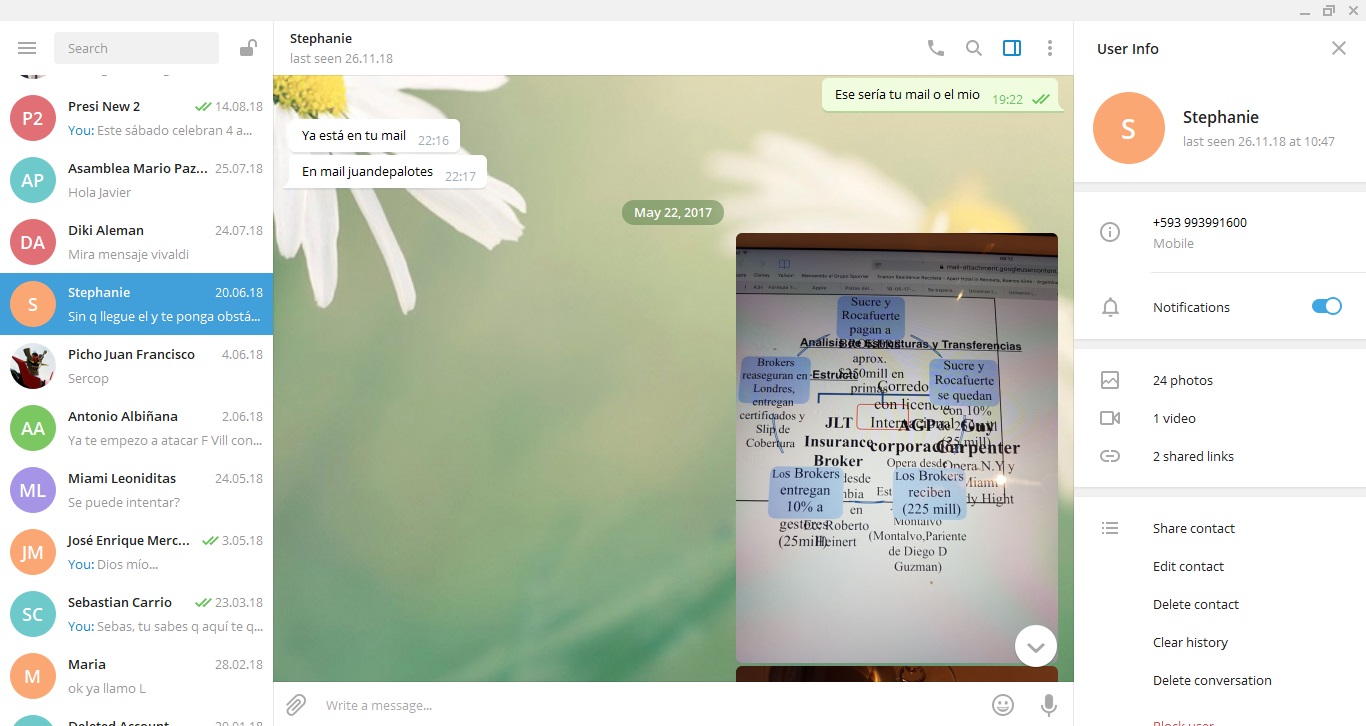 Search
Presi New 2
14.08.18
You: Este sábado celebran 4 a...
P2
Asamblea Mario Paz...
25.07.18
Hola Javier
AP
Diki Aleman
24.07.18
Mira mensaje vivaldi
DA
Stephanie
20.06.18
Sin q llegue el y te ponga obstá...
S
Picho Juan Francisco
4.06.18
Sercop
Antonio Albiñana
2.06.18
Ya te empezo a atacar F Vill con...
AA
Miami Leoniditas
24.05.18
Se puede intentar?
ML
José Enrique Merc...
3.05.18
You: Dios mío...
JM
Sebastian Carrio
23.03.18
You: Sebas, tu sabes q aquí te q...
SC
Maria
28.02.18
ok ya llamo L
M
Deleted Account
Stephanie
last seen 26.11.18
Ese sería tu mail o el mio
19:22
Ya está en tu mail
22:16
En mail juandepalotes
22:17
May 22, 2017
mail-attachment.googleusercontent.
Sucre y
Rocafuerte
pagan a
aprox.
$250mill en
primas
Análisis de Estructuras y Transferencias
Estructu
Brokers
reaseguran en
Londres,
entregan
certificados y
Slip de
Cobertura
Sucre y
Rocafuerte
se quedan
con 10%
(25 mill)
Corredo
con licencia
Internacional
JLT
Insurance
Broker
AGP
corporación
Guy
Carpenter
Opera desde
Opera N.Y y
Miami
dy Hight
Los Brokers
entregan
10% a
gestores
(25mill)
Roberto
Heinert
Los Brokers
reciben
(225 mill)
Montalvo
(Montalvo,Pariente
de Diego D
Guzman)
Write a message...
User Info
S
Stephanie
last seen 26.11.18 at 10:47
+593 993991600
Mobile
Notifications
24 photos
1 video
2 shared links
Share contact
Edit contact
Delete contact
Clear history
Delete conversation
Block user